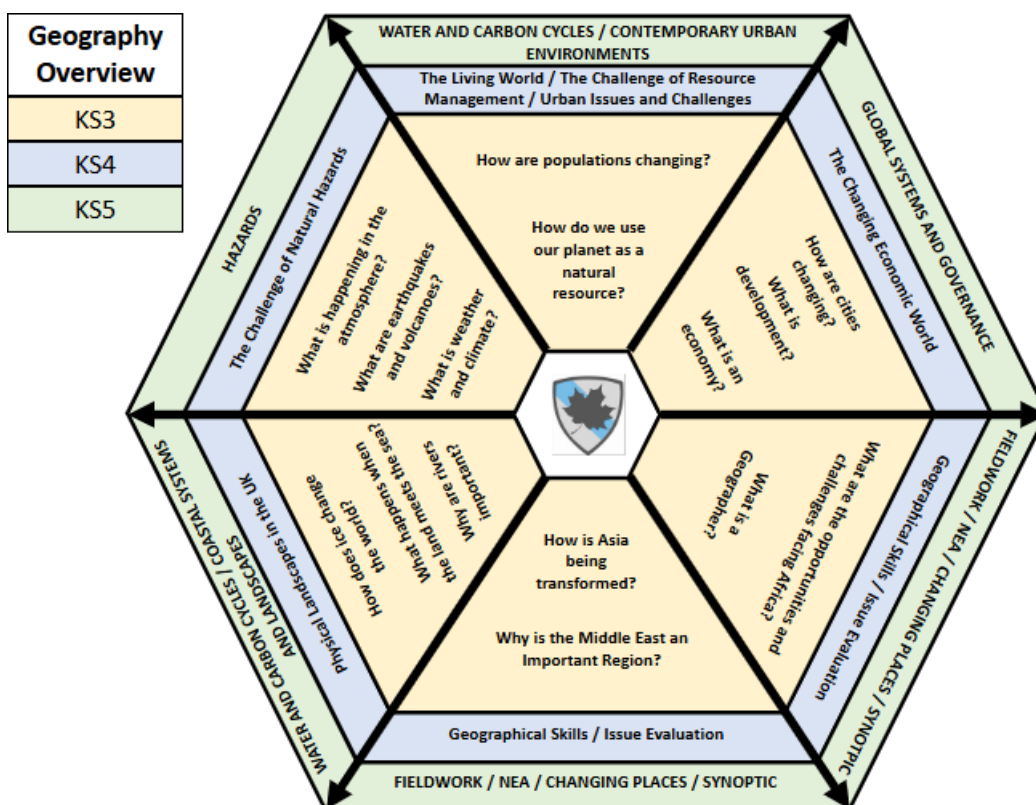 Geography
Overview
KS3
KS4
KS5
WATER AND CARBON CYCLES / CONTEMPORARY URBAN
ENVIRONMENTS
The Living World / The Challenge of Resource
Management / Urban Issues and Challenges
How are populations changing?
How do we use
our planet as a
natural
resource?
GLOBAL SYSTEMS AND GOVERNANCE
The Changing Economic World
How are cities
changing?
What is
development?
What is an
economy?
FIELDWORK / NEA / CHANGING PLACES / SYNOTPIC
Geographical Skills / Issue Evaluation
What are the opportunities and
challenges facing Africa?
What is a
Geographer?
How is Asia
being
transformed?
Why is the Middle East an
Important Region?
Geographical Skills / Issue Evaluation
FIELDWORK / NEA / CHANGING PLACES / SYNOPTIC
WATER AND CARBON CYCLES / COASTAL SYSTEMS
AND LANDSCAPES
Physical Landscapes in the UK
How does ice change
the world?
What happens when
the land meets the sea?
Why are rivers
important?
HAZARDS
The Challenge of Natural Hazards
What is happening in the
atmosphere?
What are earthquakes
and volcanoes?
What is weather
and climate?